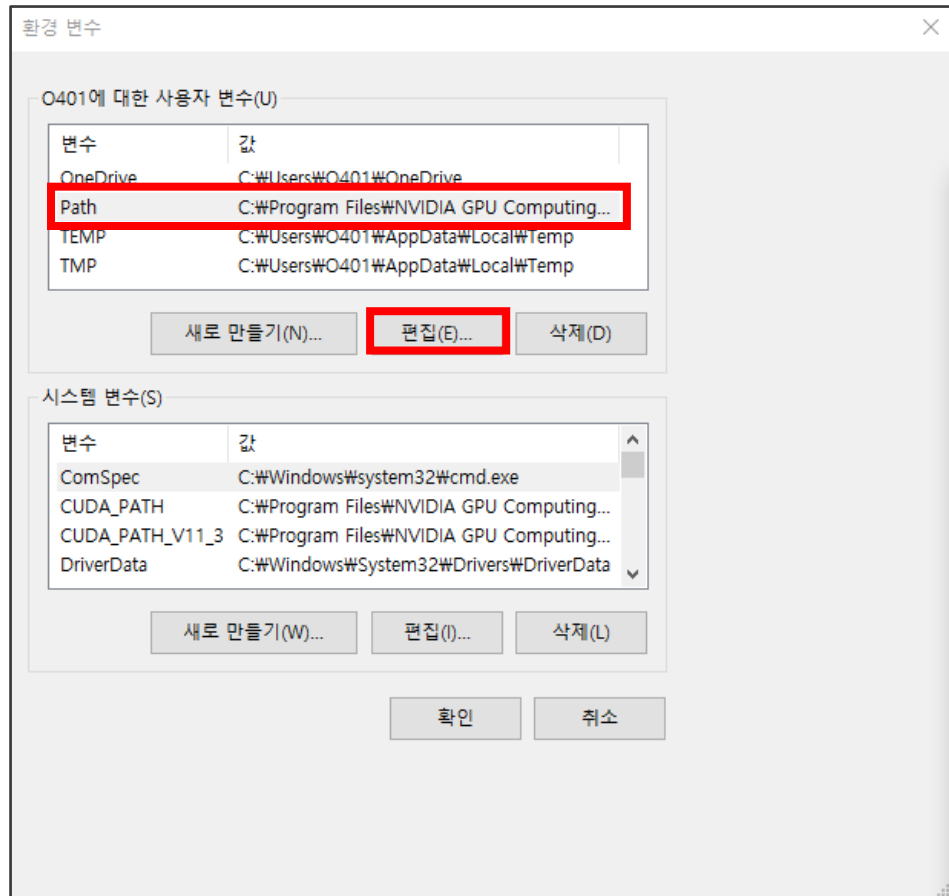 환경 변수
O401에 대한 사용자 변수(U)
변수 값
OneDrive C:₩Users₩O401₩OneDrive
Path C:₩Program Files₩NVIDIA GPU Computing...
TEMP C:₩Users₩O401₩AppData₩Local₩Temp
TMP C:₩Users₩O401₩AppData₩Local₩Temp
새로 만들기(N)... 편집(E)... 삭제(D)
시스템 변수(S)
변수 값
ComSpec C:₩Windows₩system32₩cmd.exe
CUDA_PATH C:₩Program Files₩NVIDIA GPU Computing...
CUDA_PATH_V11_3 C:₩Program Files₩NVIDIA GPU Computing...
DriverData C:₩Windows₩System32₩Drivers₩DriverData
새로 만들기(W)... 편집(I)... 삭제(L)
확인 취소